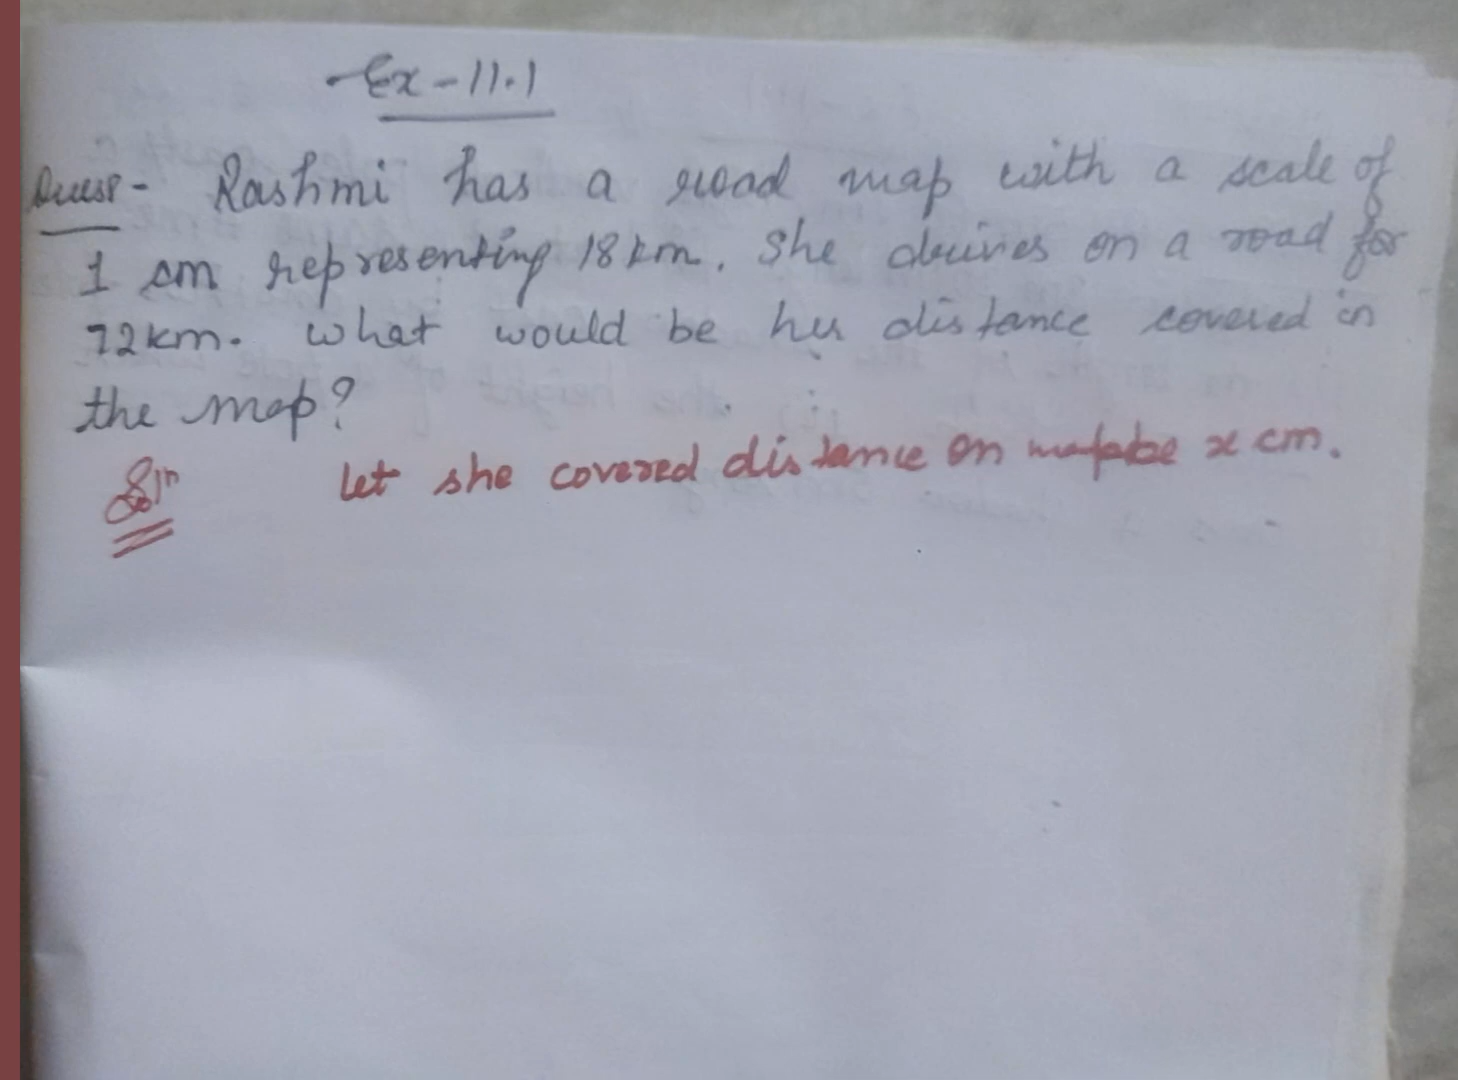 Ex-11.1
Ques- Rashmi has a road map with a scale of
1 cm representing 18 km. She drives on a road for
72 km. What would be her distance covered in
the map?
Soln Let she covered distance on map be x cm.